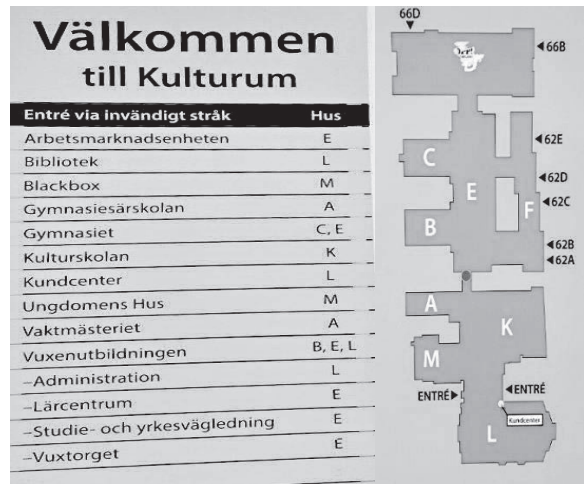 Välkommen
till Kulturum
Entré via invändigt stråk Hus
Arbetsmarknadsenheten E
Bibliotek L
Blackbox M
Gymnasiesärskolan A
Gymnasiet C, E
Kulturskolan K
Kundcenter L
Ungdomens Hus M
Vaktmästeriet A
Vuxenutbildningen B, E, L
–Administration L
–Lärcentrum E
–Studie- och yrkesvägledning E
–Vuxtorget E
66D
66B
62E
C
62D
E
62C
F
B
62B
62A
A
K
M
ENTRÉ
ENTRÉ
Kundcenter
L